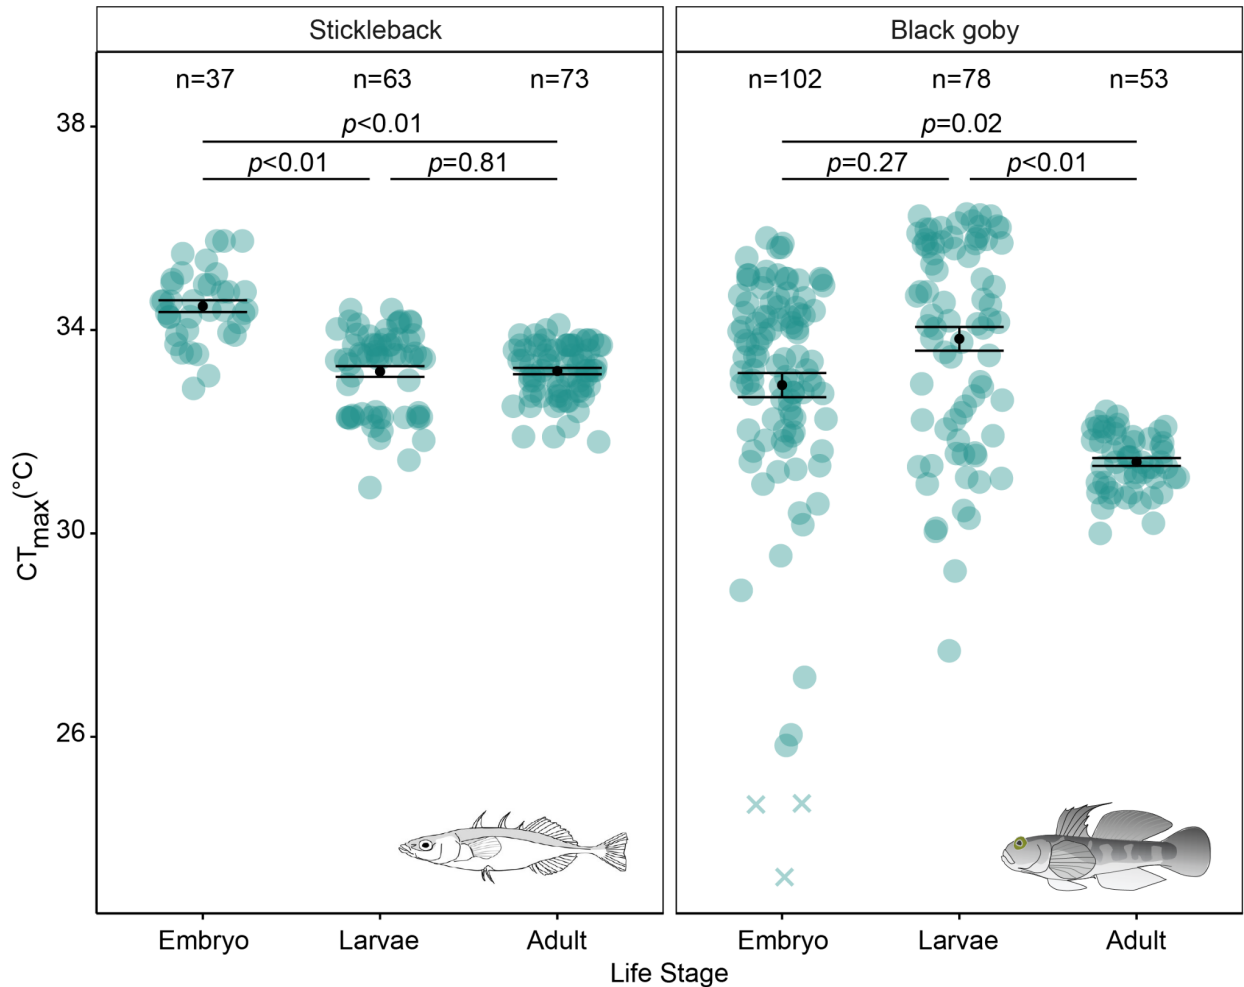 Stickleback
Black goby
n=37
n=63
n=73
n=102
n=78
n=53
38
p<0.01
p=0.02
p<0.01
p=0.81
p=0.27
p<0.01
34
30
26
CTmax(°C)
Embryo
Larvae
Adult
Embryo
Larvae
Adult
Life Stage